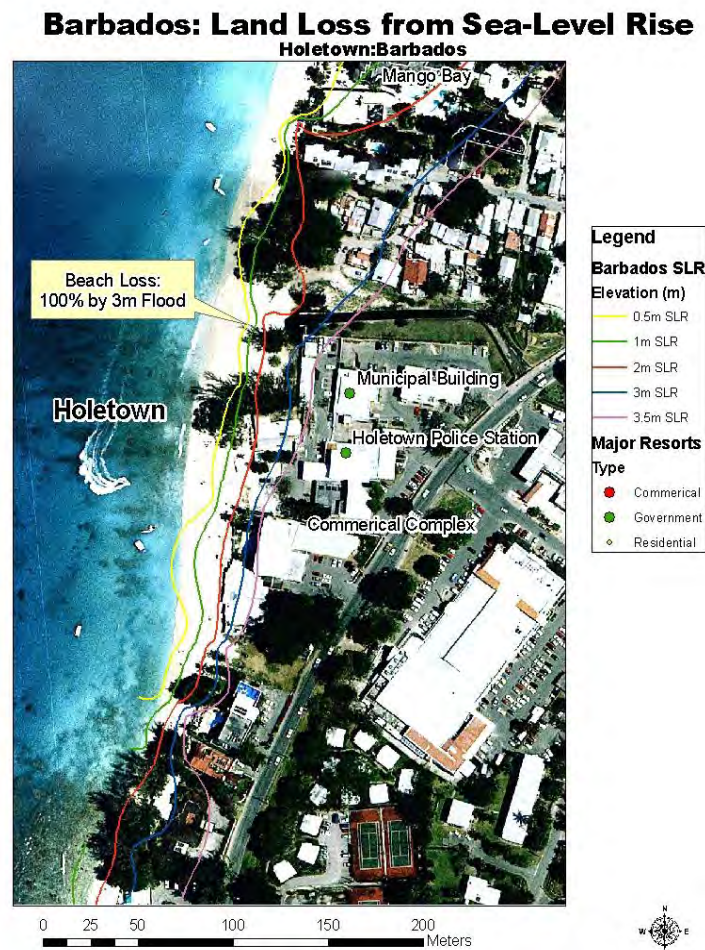 Barbados: Land Loss from Sea-Level Rise
Holetown:Barbados
Mango Bay
Beach Loss:
100% by 3m Flood
Municipal Building
Holetown
Holetown Police Station
Commerical Complex
Legend
Barbados SLR
Elevation (m)
0.5m SLR
1m SLR
2m SLR
3m SLR
3.5m SLR
Major Resorts
Type
Commerical
Government
Residential
0 25 50 100 150 200
Meters
N
W E
S